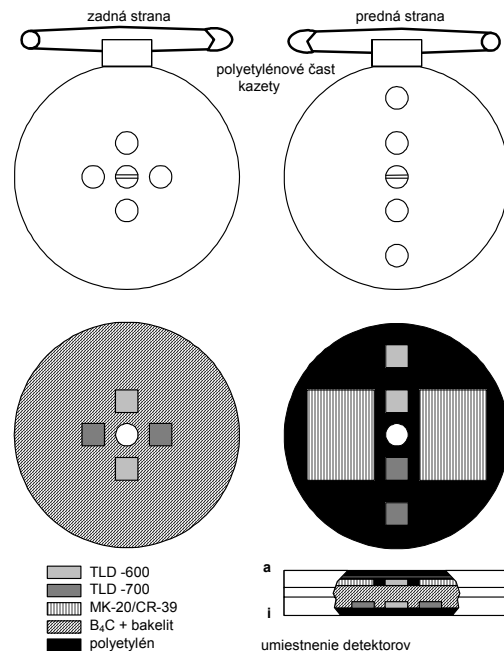 zadná strana
predná strana
polyetylénové čast
kazety
TLD -600
TLD -700
MK-20/CR-39
B₄C + bakelit
polyetylén
a
i
umiestnenie detektorov